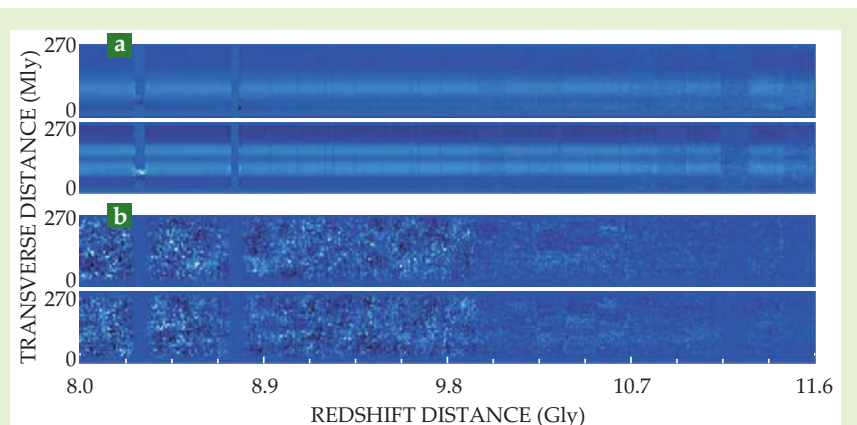 270
a
0
270
0
b
270
0
270
0
TRANSVERSE DISTANCE (Mly)
8.0 8.9 9.8 10.7 11.6
REDSHIFT DISTANCE (Gly)